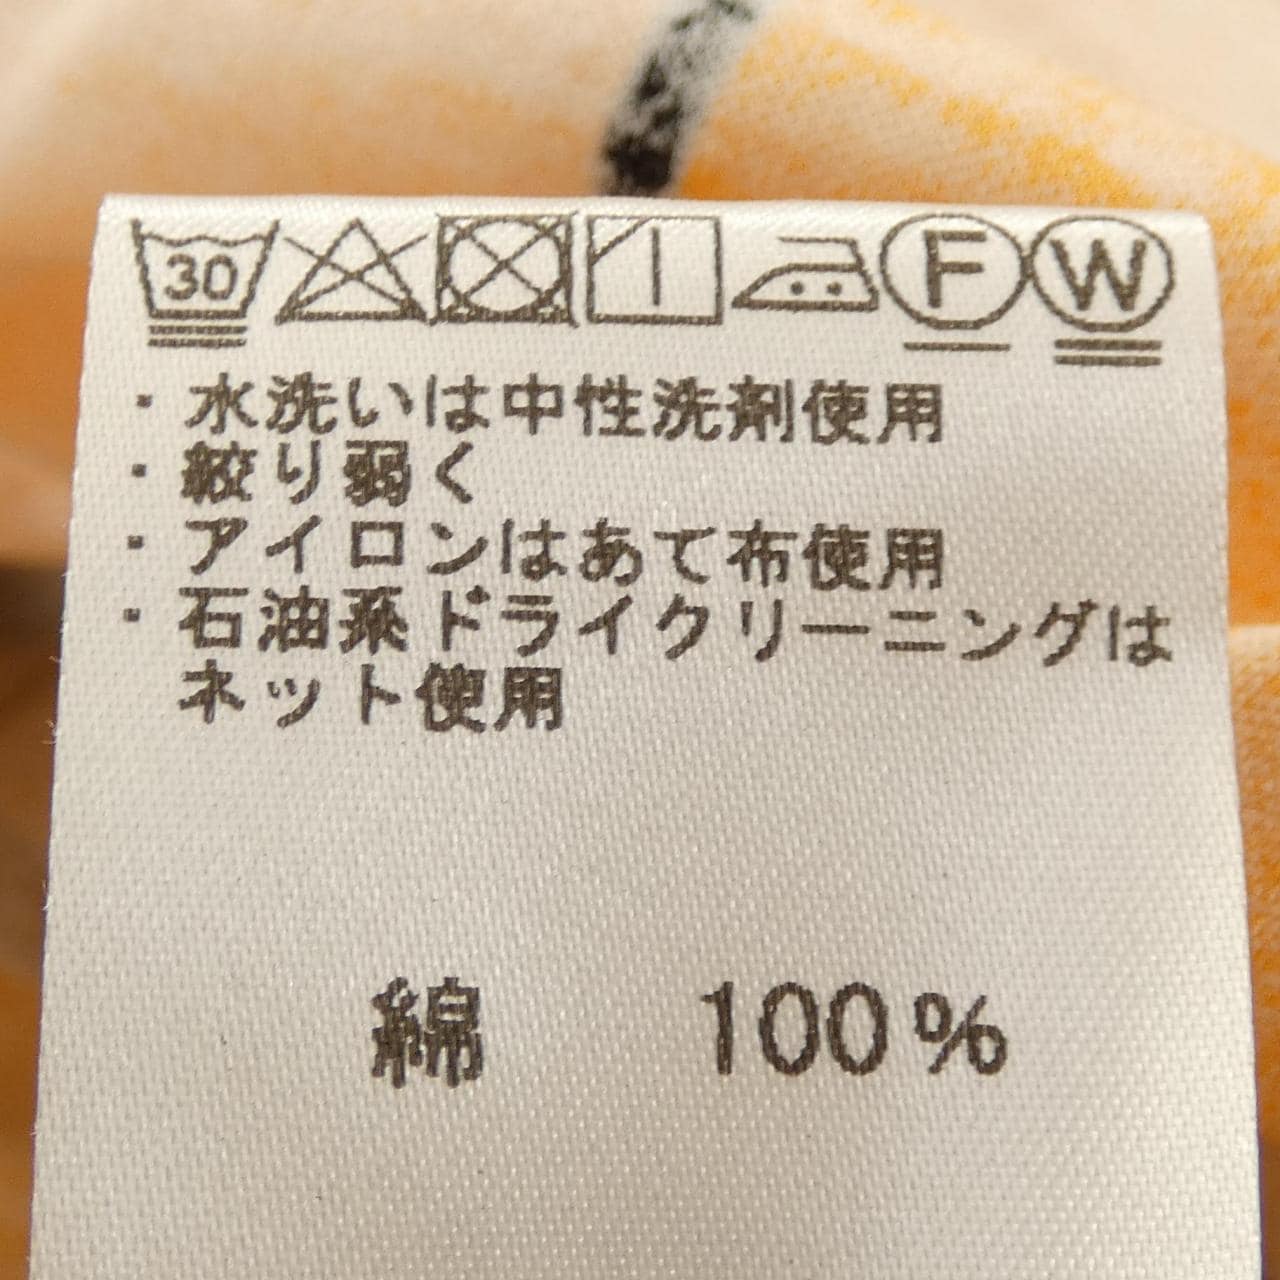 30 F W
・水洗いは中性洗剤使用
・絞り弱く
・アイロンはあて布使用
・石油系ドライクリーニングは
ネット使用
綿 100%